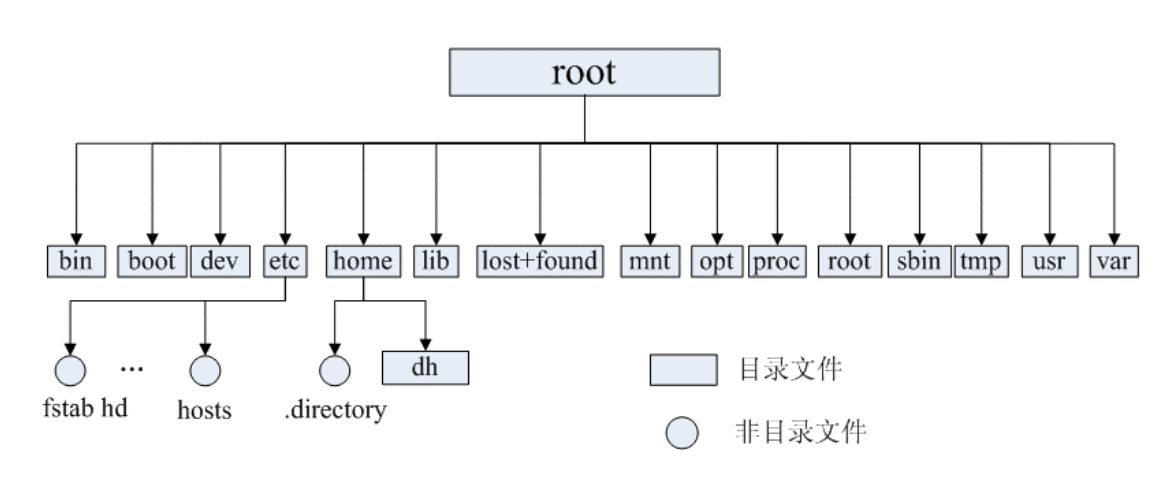 root
bin boot dev etc home lib lost+found mnt opt proc root sbin tmp usr var
... dh 目录文件
fstab hd hosts .directory 非目录文件